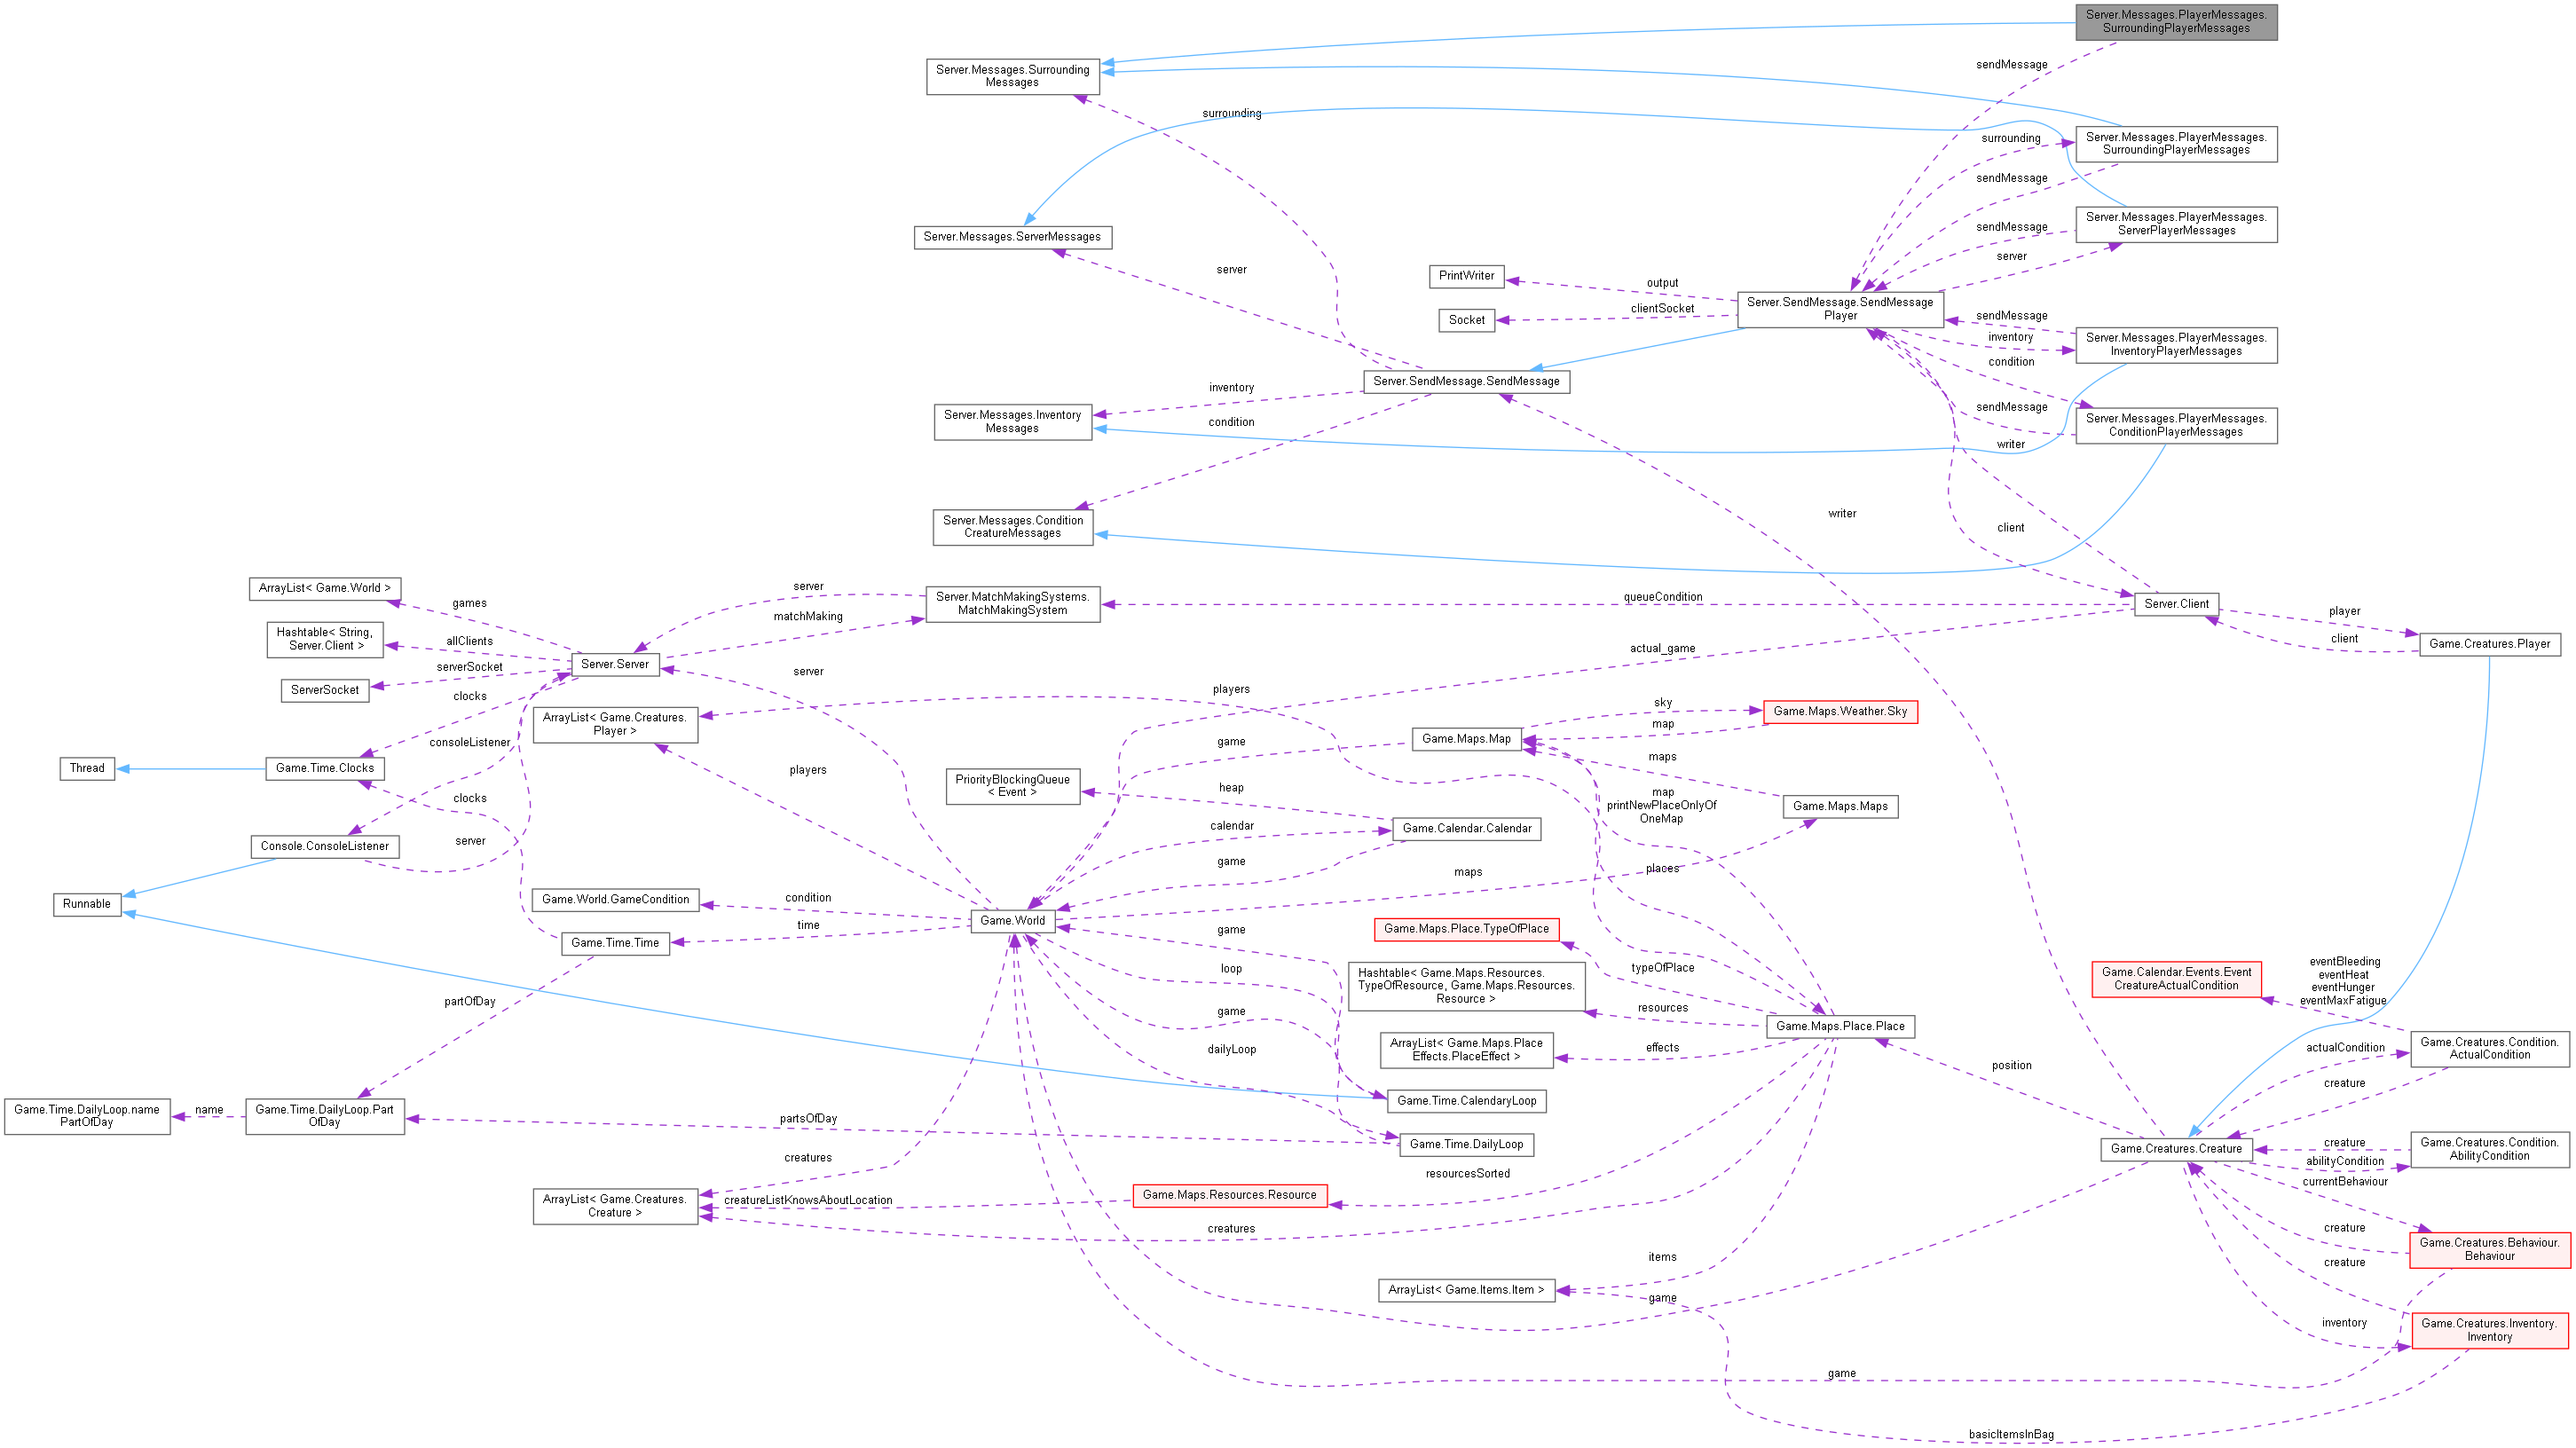 Server.Messages.PlayerMessages.
SurroundingPlayerMessages
sendMessage
Server.Messages.Surrounding
Messages
surrounding
surrounding
Server.Messages.PlayerMessages.
SurroundingPlayerMessages
sendMessage
Server.Messages.ServerMessages
sendMessage
Server.Messages.PlayerMessages.
ServerPlayerMessages
server
server
PrintWriter
output
Server.SendMessage.SendMessage
Player
Socket
clientSocket
sendMessage
inventory
Server.Messages.PlayerMessages.
InventoryPlayerMessages
condition
Server.SendMessage.SendMessage
inventory
Server.Messages.Inventory
Messages
condition
sendMessage
Server.Messages.PlayerMessages.
ConditionPlayerMessages
writer
Server.Messages.Condition
CreatureMessages
writer
client
ArrayList< Game.World >
games
server
Server.MatchMakingSystems.
MatchMakingSystem
queueCondition
Server.Client
player
matchMaking
Hashtable< String,
Server.Client >
allClients
Server.Server
client
Game.Creatures.Player
actual_game
serverSocket
ServerSocket
server
clocks
players
sky
Game.Maps.Weather.Sky
ArrayList< Game.Creatures.
Player >
map
consoleListener
game
Game.Maps.Map
maps
Thread
Game.Time.Clocks
players
PriorityBlockingQueue
< Event >
heap
map
printNewPlaceOnlyOf
OneMap
Game.Maps.Maps
clocks
calendar
Game.Calendar.Calendar
Console.ConsoleListener
server
game
maps
places
Runnable
Game.World.GameCondition
condition
Game.World
time
Game.Time.Time
game
Game.Maps.Place.TypeOfPlace
typeOfPlace
loop
Hashtable< Game.Maps.Resources.
TypeOfResource, Game.Maps.Resources.
Resource >
Game.Calendar.Events.Event
CreatureActualCondition
eventBleeding
eventHeat
eventHunger
eventMaxFatigue
partOfDay
game
resources
Game.Maps.Place.Place
dailyLoop
ArrayList< Game.Maps.Place
Effects.PlaceEffect >
effects
position
actualCondition
Game.Creatures.Condition.
ActualCondition
creature
Game.Time.CalendaryLoop
Game.Time.DailyLoop.name
PartOfDay
name
Game.Time.DailyLoop.Part
OfDay
partsOfDay
Game.Time.DailyLoop
Game.Creatures.Creature
creature
Game.Creatures.Condition.
AbilityCondition
abilityCondition
creatures
resourcesSorted
currentBehaviour
ArrayList< Game.Creatures.
Creature >
creatureListKnowsAboutLocation
Game.Maps.Resources.Resource
creatures
creature
Game.Creatures.Behaviour.
Behaviour
items
creature
ArrayList< Game.Items.Item >
game
inventory
Game.Creatures.Inventory.
Inventory
game
basicItemsInBag